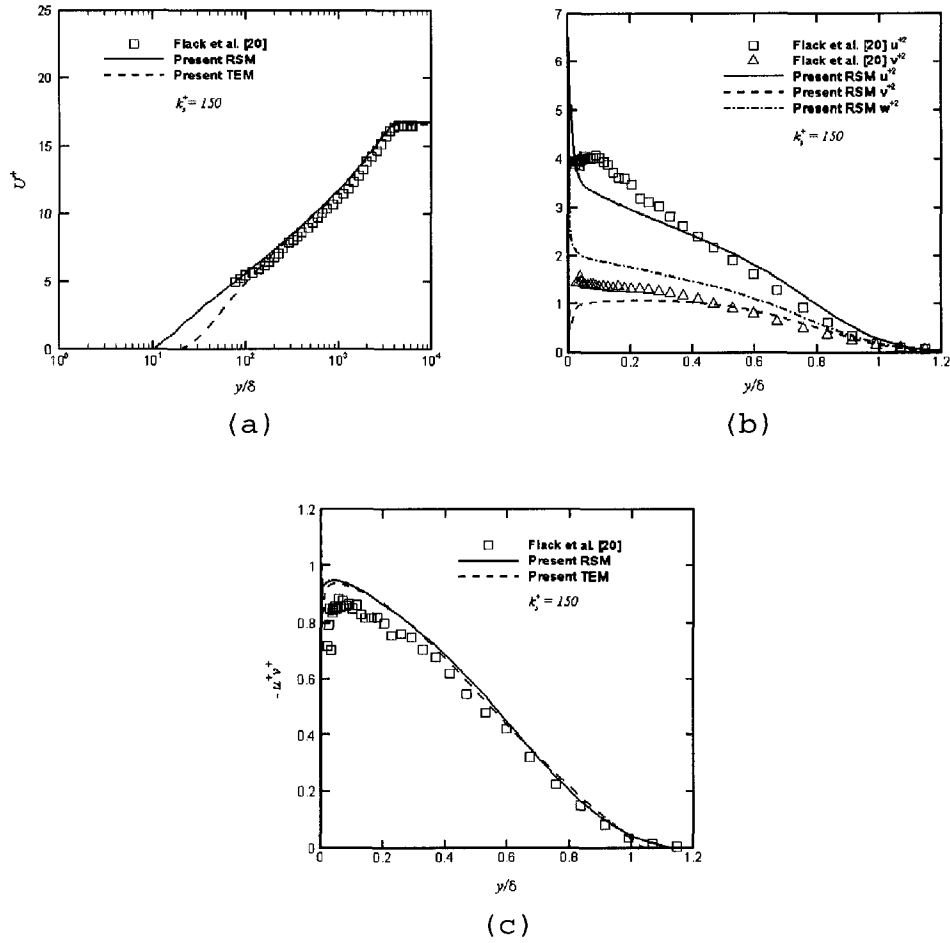 25
20
15
10
5
0
10⁰
10¹
10²
10³
10⁴
U⁺
y/δ
Flack et al. [20]
Present RSM
Present TEM
kₛ⁺ = 150
(a)
7
6
5
4
3
2
1
0
0
0.2
0.4
0.6
0.8
1
1.2
y/δ
Flack et al. [20] u⁺²
Flack et al. [20] v⁺²
Present RSM u⁺²
Present RSM v⁺²
Present RSM w⁺²
kₛ⁺ = 150
(b)
1.2
1
0.8
0.6
0.4
0.2
0
0
0.2
0.4
0.6
0.8
1
1.2
-u⁺v⁺
y/δ
Flack et al. [20]
Present RSM
Present TEM
kₛ⁺ = 150
(c)